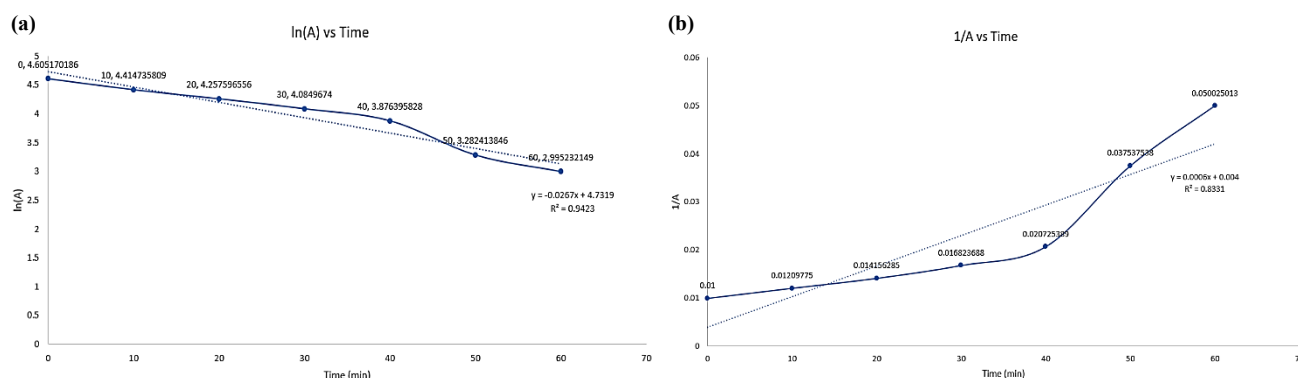 (a)
ln(A) vs Time
ln(A)
5
4.5
4
3.5
3
2.5
2
1.5
1
0.5
0
0, 4.605170186
10, 4.414735809
20, 4.257596556
30, 4.0849674
40, 3.876395828
50, 3.282413846
60, 2.995232149
y = -0.0267x + 4.7319
R² = 0.9423
0 10 20 30 40 50 60 70
Time (min)
(b)
1/A vs Time
1/A
0.06
0.05
0.04
0.03
0.02
0.01
0
0.01
0.01209775
0.014156285
0.016823688
0.020725389
0.037537538
0.050025013
y = 0.0006x + 0.004
R² = 0.8331
0 10 20 30 40 50 60
Time (min)